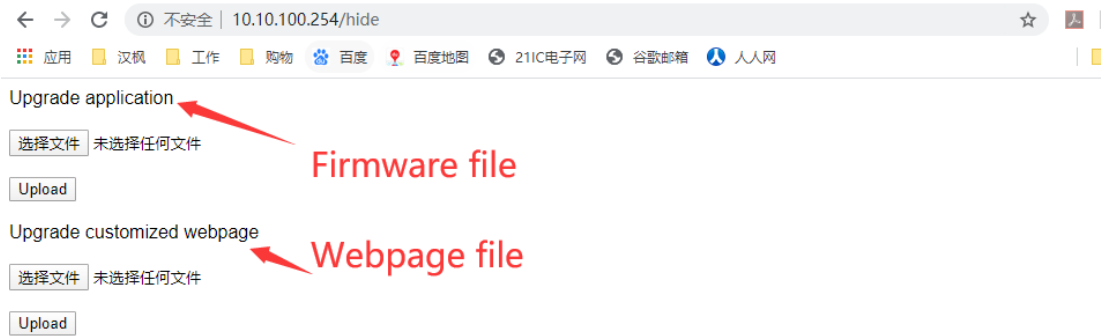 不安全 | 10.10.100.254/hide
应用 汉枫 工作 购物 百度 百度地图 21IC电子网 谷歌邮箱 人人网
Upgrade application
选择文件 未选择任何文件
Firmware file
Upload
Upgrade customized webpage
Webpage file
选择文件 未选择任何文件
Upload